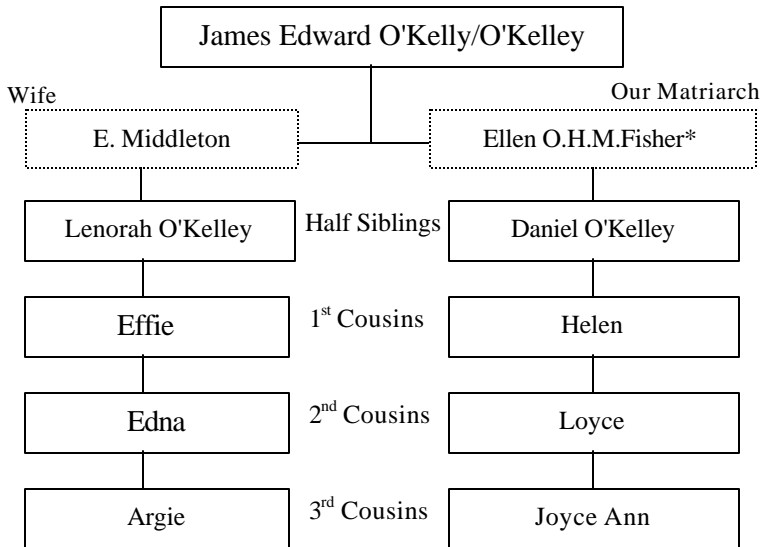 James Edward O'Kelly/O'Kelley
Wife
Our Matriarch
E. Middleton
Ellen O.H.M.Fisher*
Lenorah O'Kelley
Half Siblings
Daniel O'Kelley
Effie
1st Cousins
Helen
Edna
2nd Cousins
Loyce
Argie
3rd Cousins
Joyce Ann